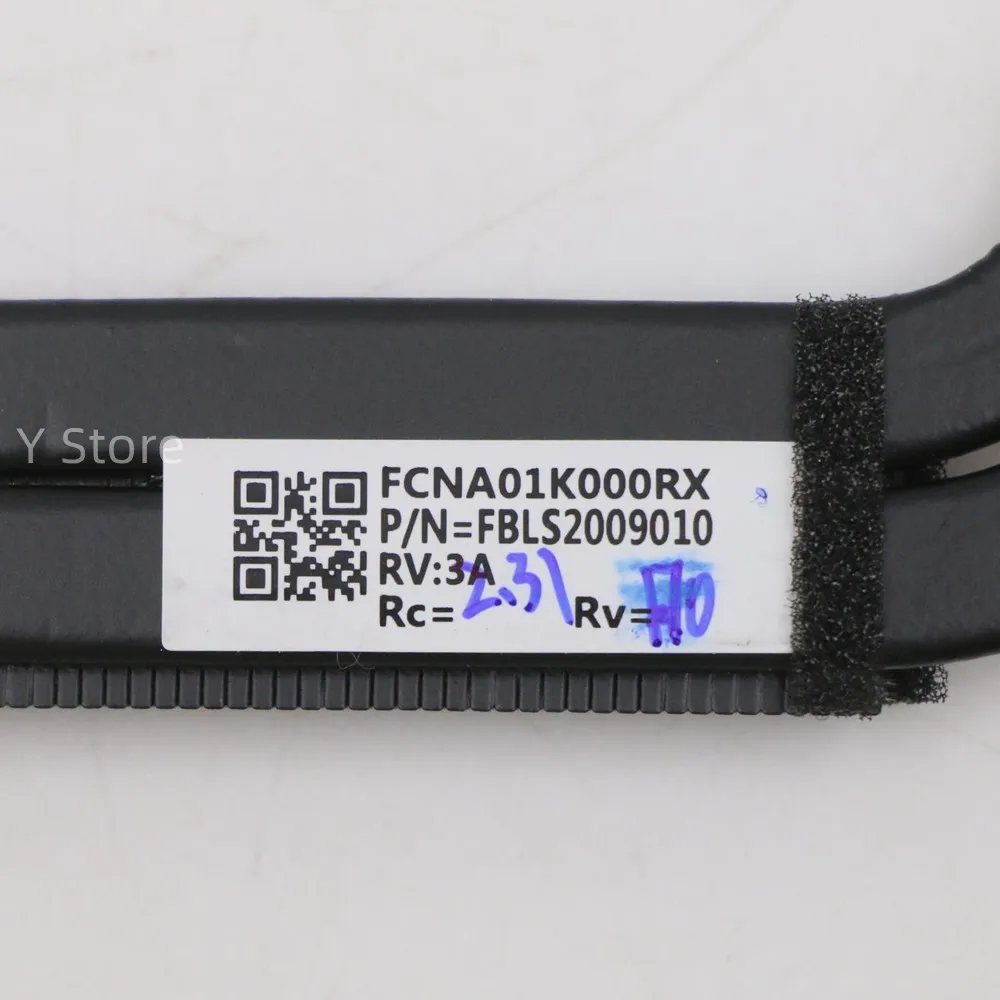 Y Store
FCNA01K000RX
P/N=FBLS2009010
RV:3A
Rc=2.31 Rv=